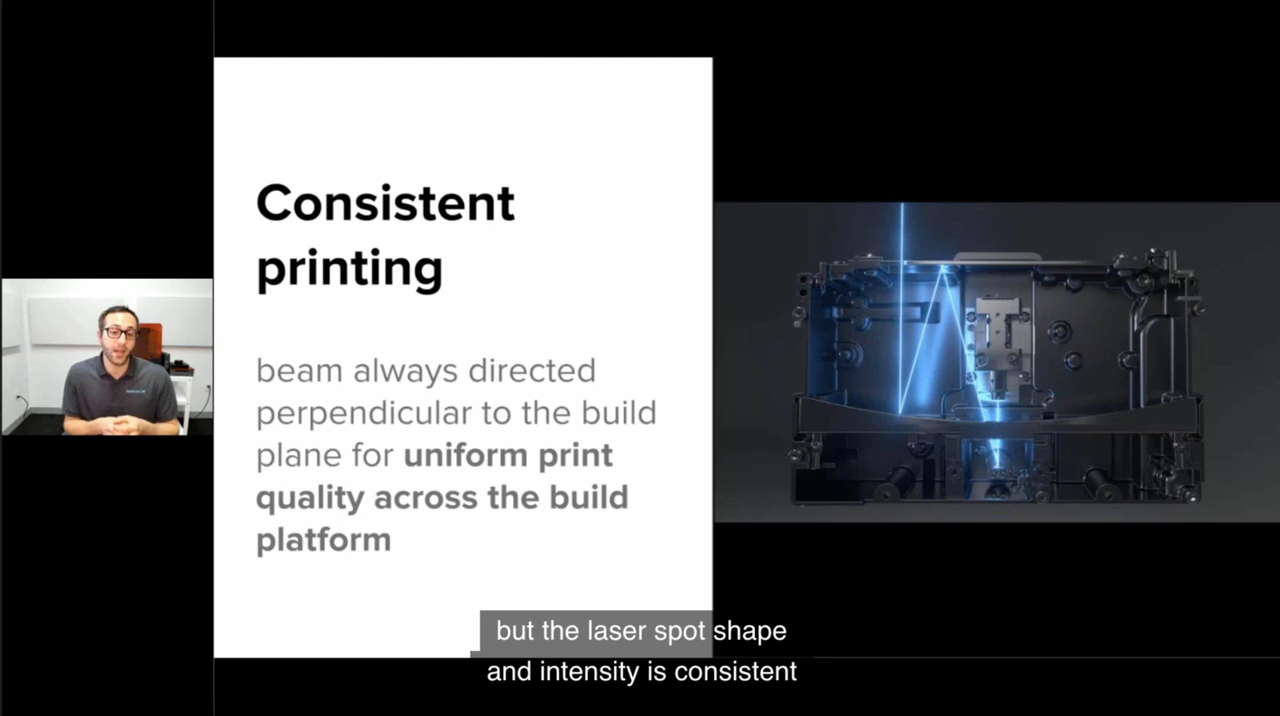 Consistent
printing
beam always directed
perpendicular to the build
plane for uniform print
quality across the build
platform
but the laser spot shape
and intensity is consistent